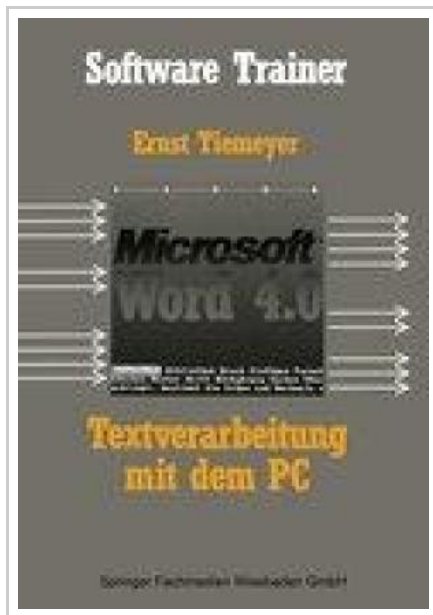 Software Trainer
Ernst Tiemeyer
Microsoft
Word 4.0
Textverarbeitung
mit dem PC
Springer Fachmedien Wiesbaden GmbH